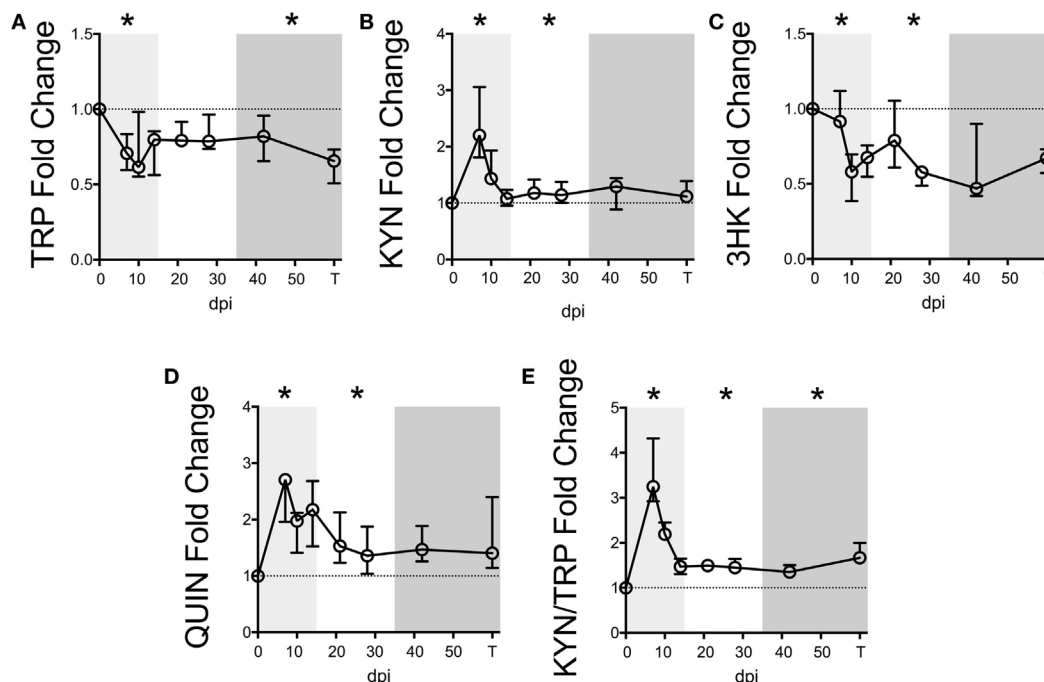 A
*
*
TRP Fold Change
1.5
1.0
0.5
0.0
0 10 20 30 40 50 T
dpi
B
*
*
KYN Fold Change
4
3
2
1
0
0 10 20 30 40 50 T
dpi
C
*
*
3HK Fold Change
1.5
1.0
0.5
0.0
0 10 20 30 40 50
dpi
D
*
*
QUIN Fold Change
4
3
2
1
0
0 10 20 30 40 50 T
dpi
E
*
*
*
KYN/TRP Fold Change
5
4
3
2
1
0
0 10 20 30 40 50 T
dpi